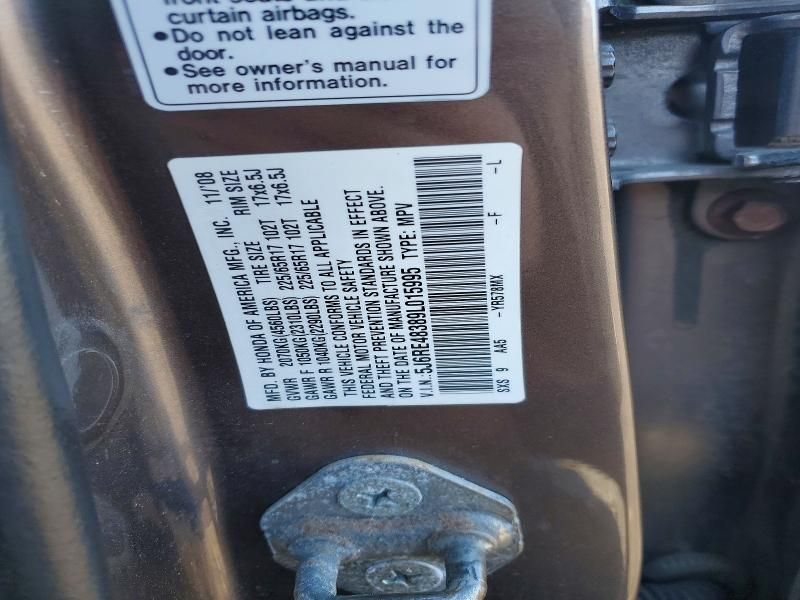 curtain airbags.
•Do not lean against the
door.
•See owner's manual for
more information.
MFD. BY HONDA OF AMERICA MFG., INC. 11/'08
TIRE SIZE RIM SIZE
GVWR 2070KG(4560LBS)
GAWR F 1050KG(2310LBS) 225/65R17 102T 17x6.5J
GAWR R 1040KG(2290LBS) 225/65R17 102T 17x6.5J
THIS VEHICLE CONFORMS TO ALL APPLICABLE
FEDERAL MOTOR VEHICLE SAFETY
AND THEFT PREVENTION STANDARDS IN EFFECT
ON THE DATE OF MANUFACTURE SHOWN ABOVE.
V.I.N.: 5J6RE48389L015995 TYPE: MPV
SXS 9 AA5 -YR578MX -F -L